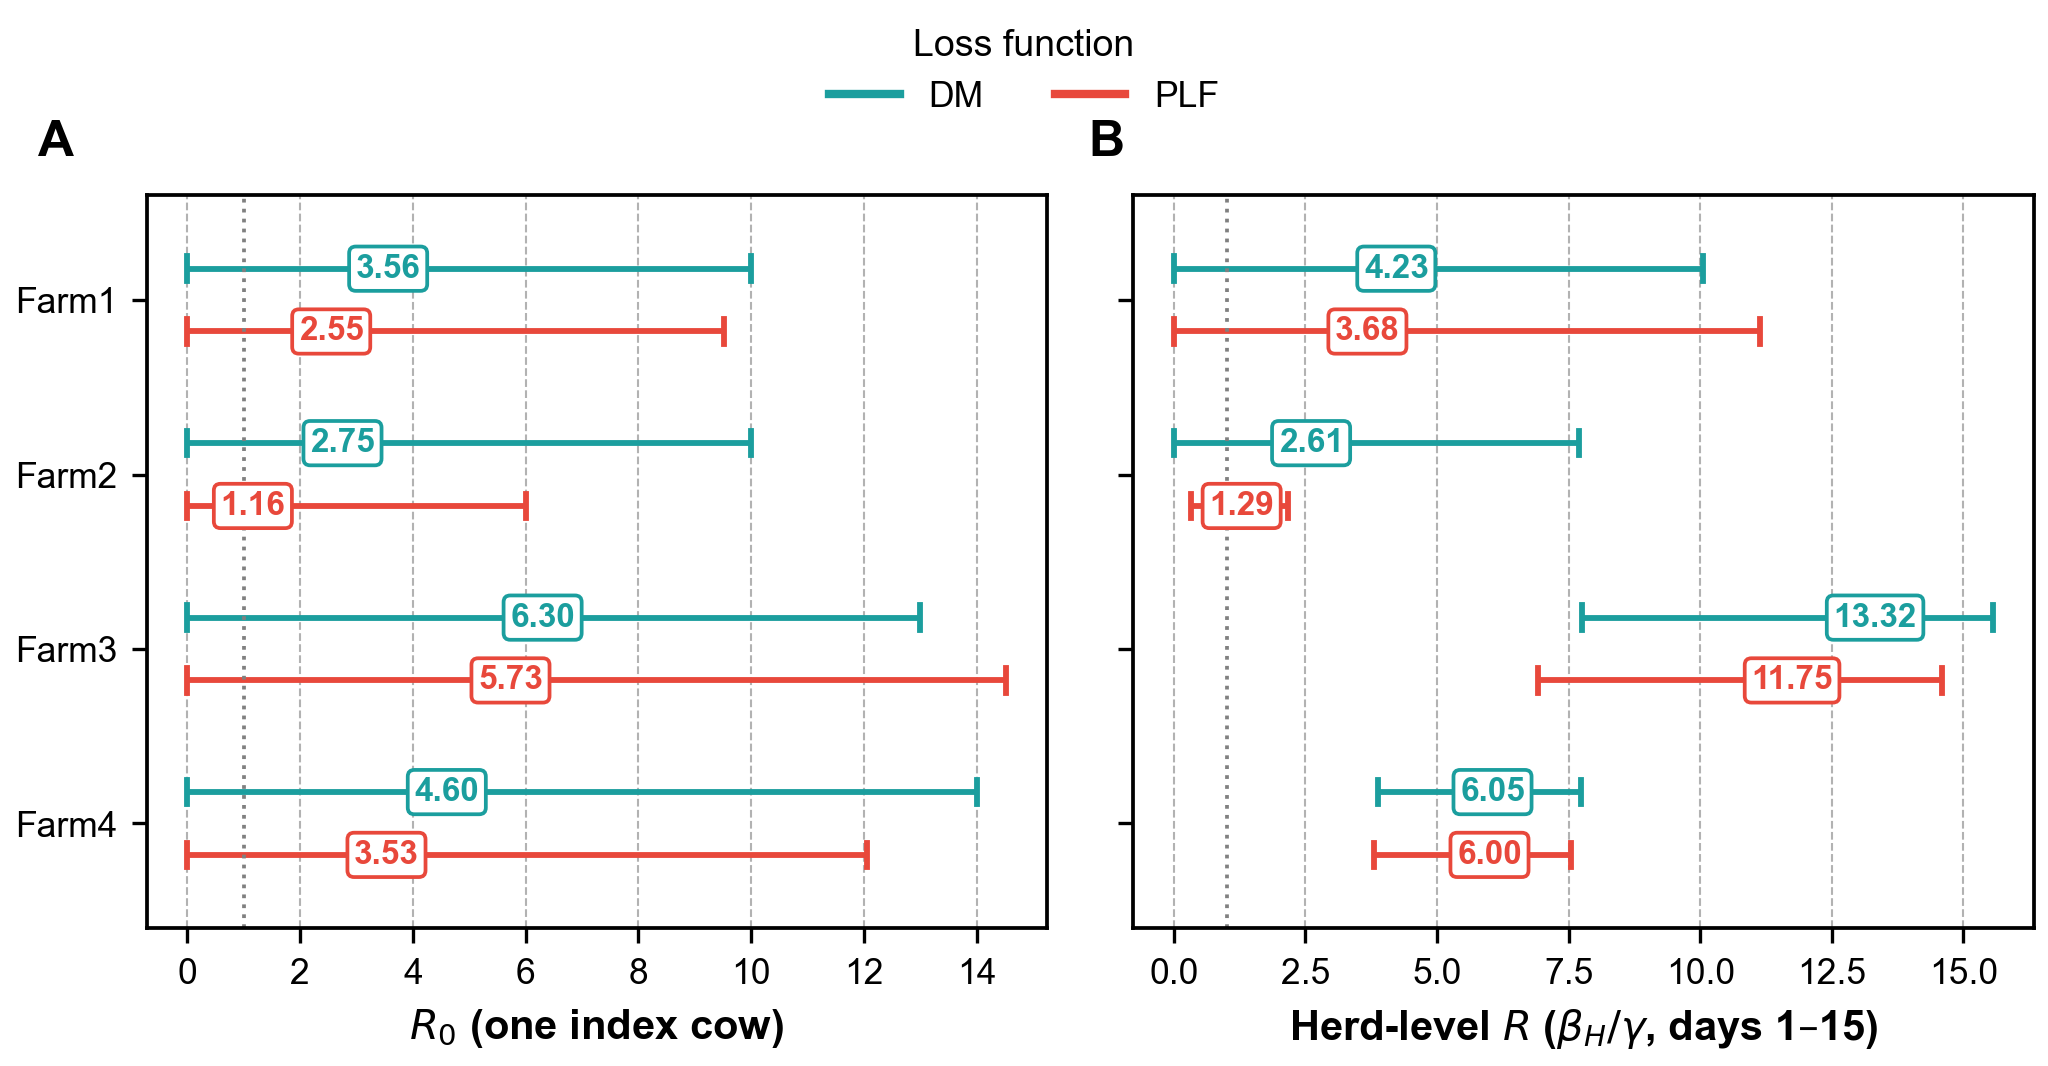 Loss function
DM PLF
A
B
Farm1
Farm2
Farm3
Farm4
3.56
2.55
2.75
1.16
6.30
5.73
4.60
3.53
0 2 4 6 8 10 12 14
R₀ (one index cow)
4.23
3.68
2.61
1.29
13.32
11.75
6.05
6.00
0.0 2.5 5.0 7.5 10.0 12.5 15.0
Herd-level R (β_H/γ, days 1–15)